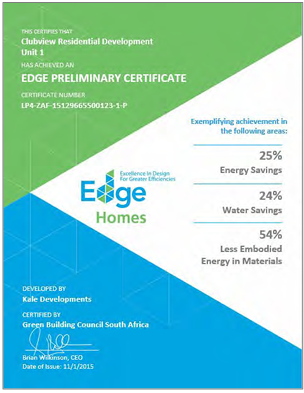 THIS CERTIFIES THAT
Clubview Residential Development
Unit 1
HAS ACHIEVED AN
EDGE PRELIMINARY CERTIFICATE
CERTIFICATE NUMBER
LP4-ZAF-15129665500123-1-P
Exemplifying achievement in
the following areas:
25%
Energy Savings
24%
Water Savings
54%
Less Embodied
Energy in Materials
Excellence in Design
For Greater Efficiencies
Edge
Homes
DEVELOPED BY
Kale Developments
CERTIFIED BY
Green Building Council South Africa
Brian Wilkinson, CEO
Date of Issue: 11/1/2015